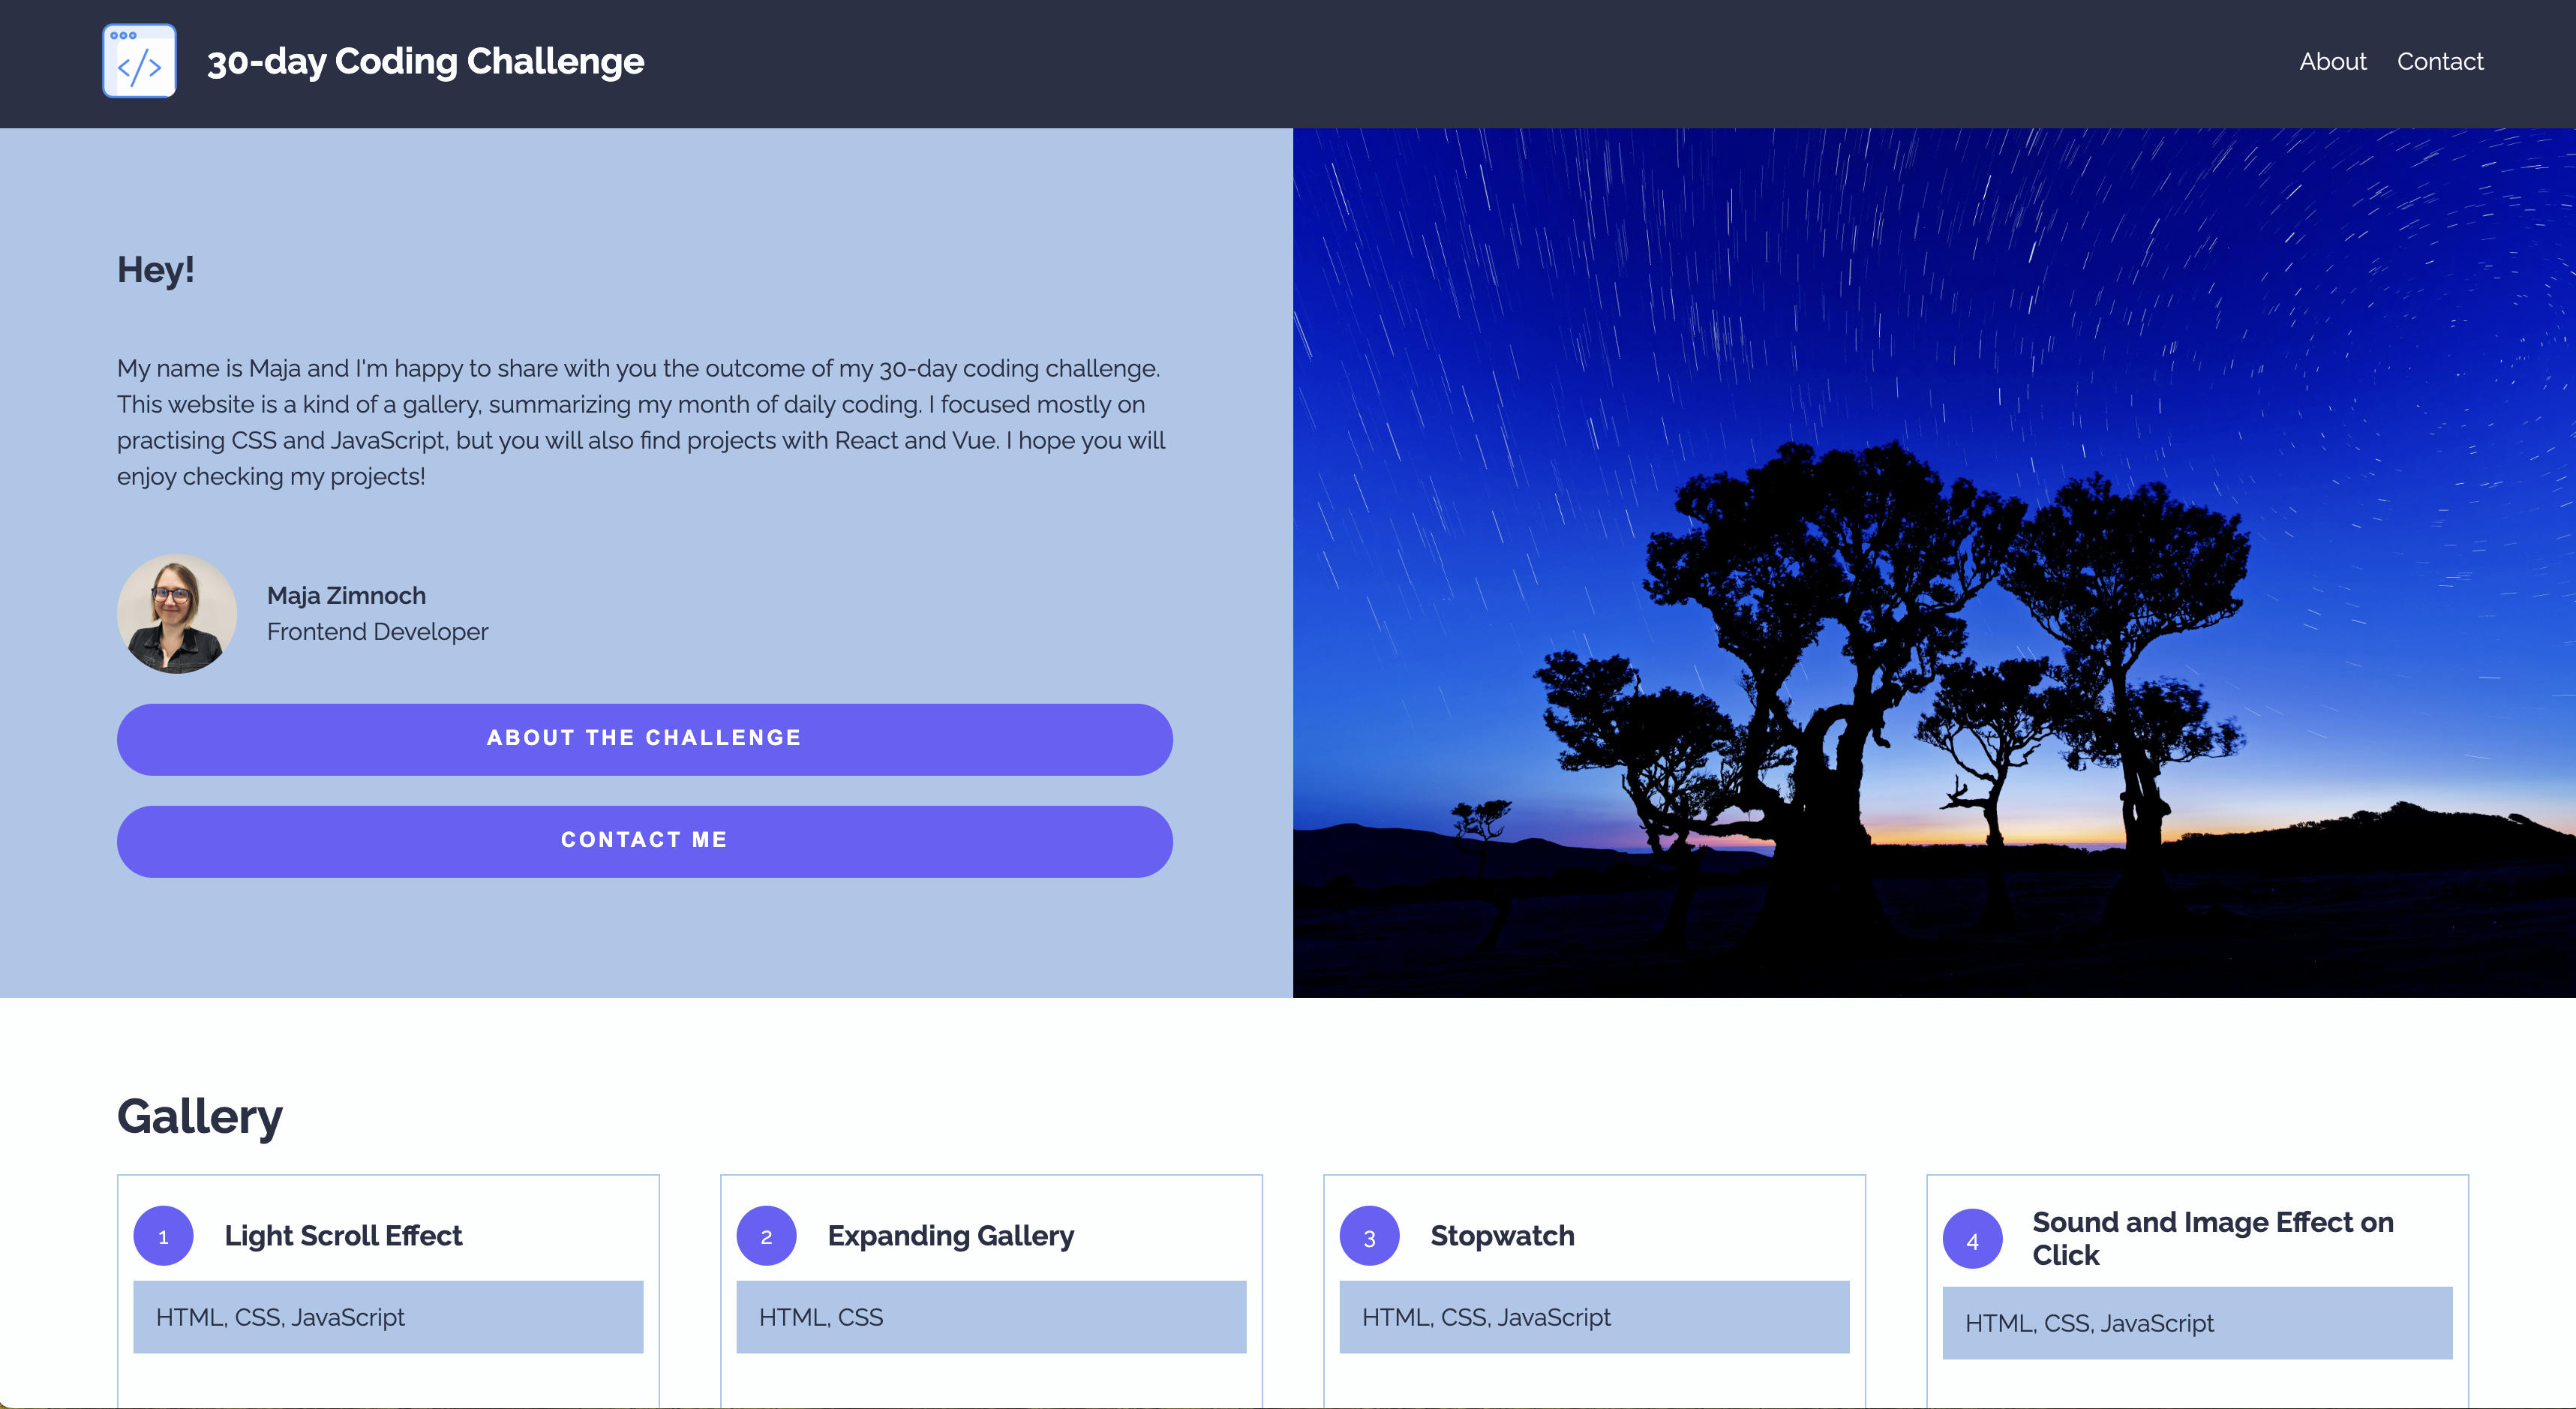 </>
30-day Coding Challenge
About Contact
Hey!
My name is Maja and I'm happy to share with you the outcome of my 30-day coding challenge.
This website is a kind of a gallery, summarizing my month of daily coding. I focused mostly on
practising CSS and JavaScript, but you will also find projects with React and Vue. I hope you will
enjoy checking my projects!
Maja Zimnoch
Frontend Developer
ABOUT THE CHALLENGE
CONTACT ME
Gallery
1 Light Scroll Effect
HTML, CSS, JavaScript
2 Expanding Gallery
HTML, CSS
3 Stopwatch
HTML, CSS, JavaScript
4 Sound and Image Effect on
Click
HTML, CSS, JavaScript